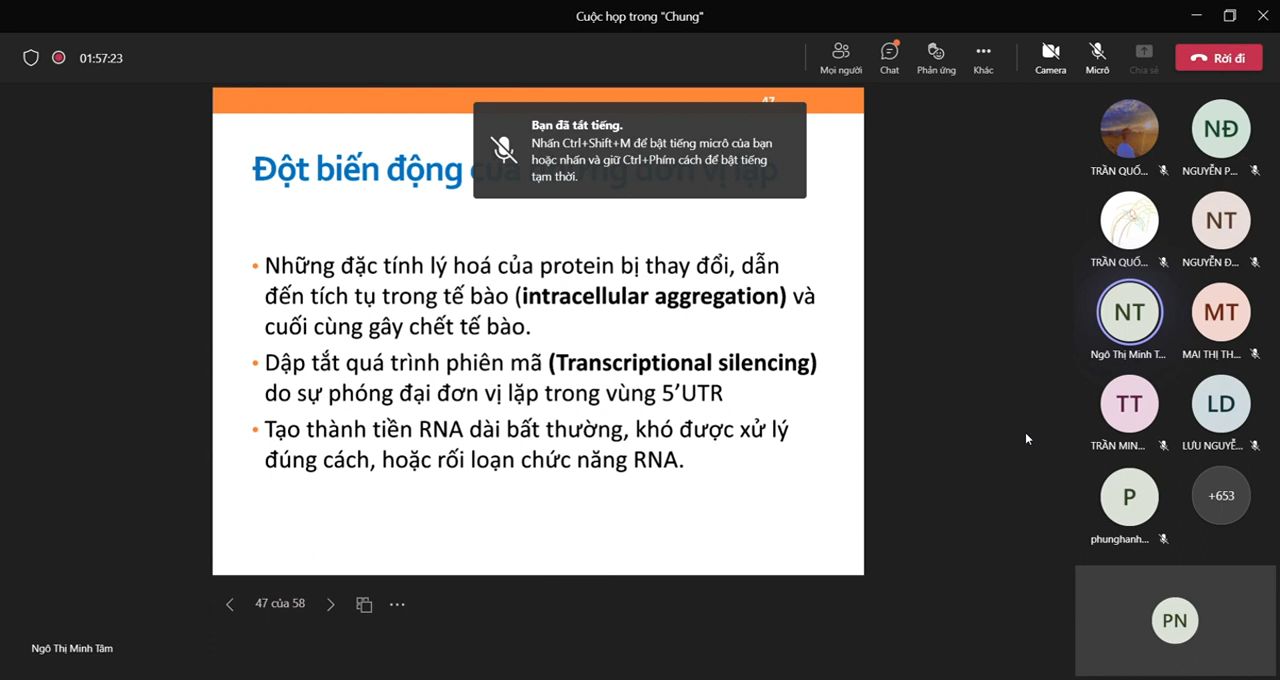 Cuộc họp trong "Chung"
01:57:23
Mọi người
Chat
Phản ứng
Khác
Camera
Micrô
Chia sẻ
Rời đi
47
Bạn đã tắt tiếng.
Nhấn Ctrl+Shift+M để bật tiếng micrô của bạn
hoặc nhấn và giữ Ctrl+Phím cách để bật tiếng
tạm thời.
Đột biến động của những đơn vị lặp
• Những đặc tính lý hoá của protein bị thay đổi, dẫn
đến tích tụ trong tế bào (intracellular aggregation) và
cuối cùng gây chết tế bào.
• Dập tắt quá trình phiên mã (Transcriptional silencing)
do sự phóng đại đơn vị lặp trong vùng 5’UTR
• Tạo thành tiền RNA dài bất thường, khó được xử lý
đúng cách, hoặc rối loạn chức năng RNA.
47 của 58
Ngô Thị Minh Tâm
NĐ
TRẦN QUỐ...
NGUYỄN P...
NT
TRẦN QUỐ...
NGUYỄN Đ...
NT
MT
Ngô Thị Minh T...
MAI THỊ TH...
TT
LD
TRẦN MIN...
LƯU NGUYỄ...
P
+653
phunghanh...
PN